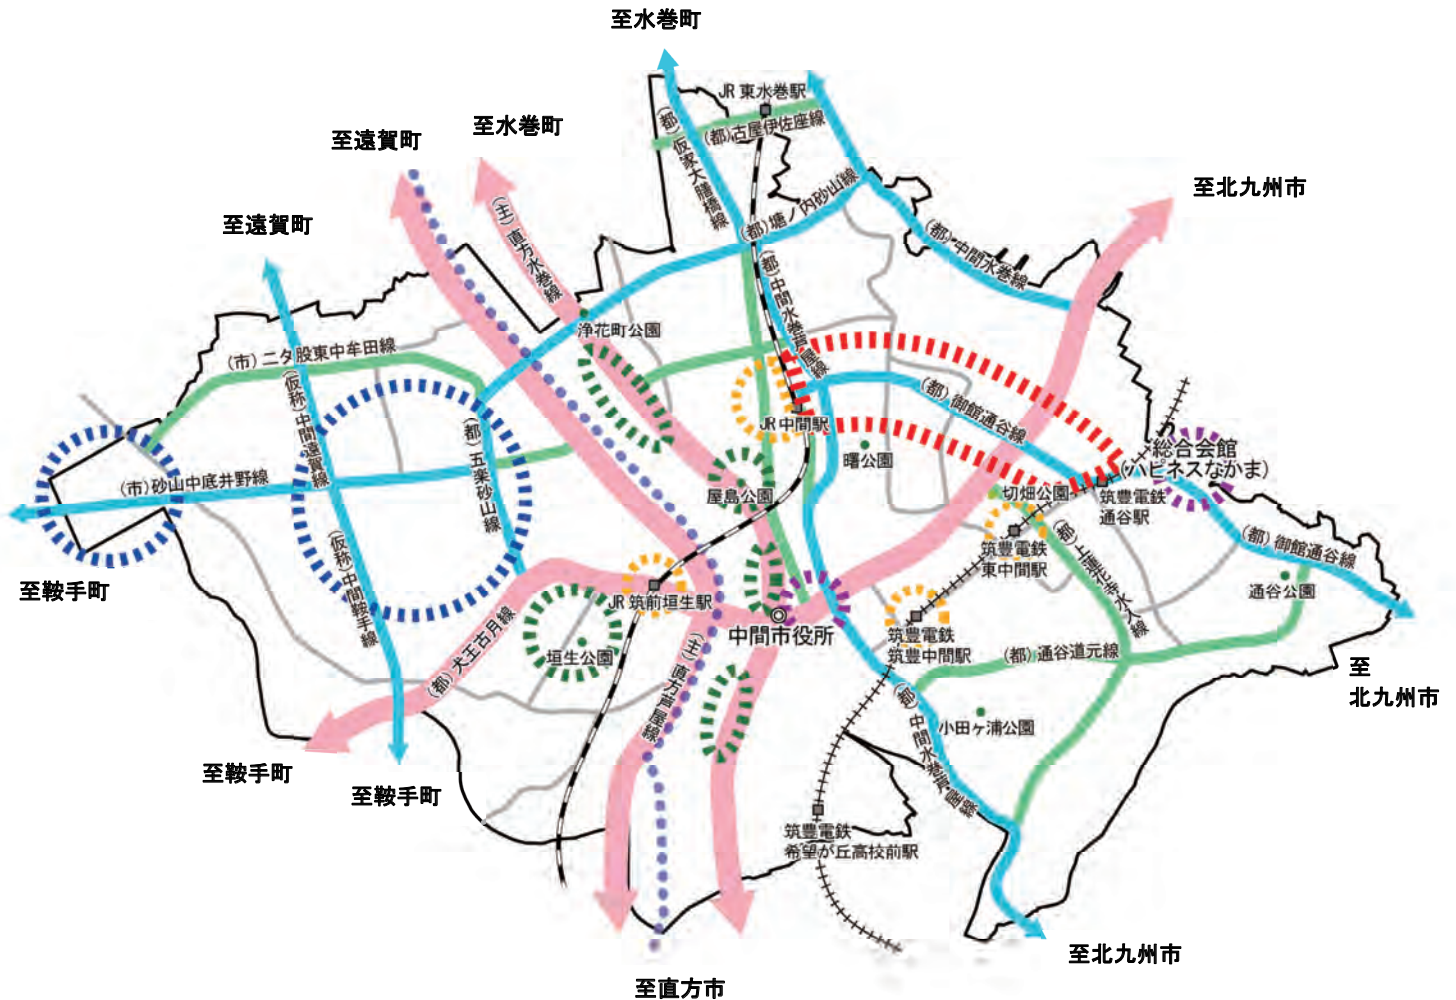 至水巻町
JR 東水巻駅
至水巻町
至遠賀町
(都)古屋伊佐座線
(都)仮家大膳橋線
至北九州市
(主)直方水巻線
至遠賀町
(都)塘ノ内砂山線
(都)中間水巻線
(都)中間水巻芦屋線
浄花町公園
(市)二タ股東中牟田線
(仮称)中間遠賀線
(都)御館通谷線
JR 中間駅
(都)五楽砂山線
曙公園
総合会館
(ハピネスなかま)
(市)砂山中底井野線
屋島公園
切畑公園
筑豊電鉄
通谷駅
(仮称)中間鞍手線
筑豊電鉄
東中間駅
(都)上蓮花寺水入線
(都)御館通谷線
至鞍手町
JR 筑前垣生駅
通谷公園
中間市役所
筑豊電鉄
筑豊中間駅
(都)犬王古月線
垣生公園
(主)直方芦屋線
(都)通谷道元線
至
北九州市
(都)中間水巻芦屋線
小田ヶ浦公園
至鞍手町
至鞍手町
筑豊電鉄
希望が丘高校前駅
至北九州市
至直方市